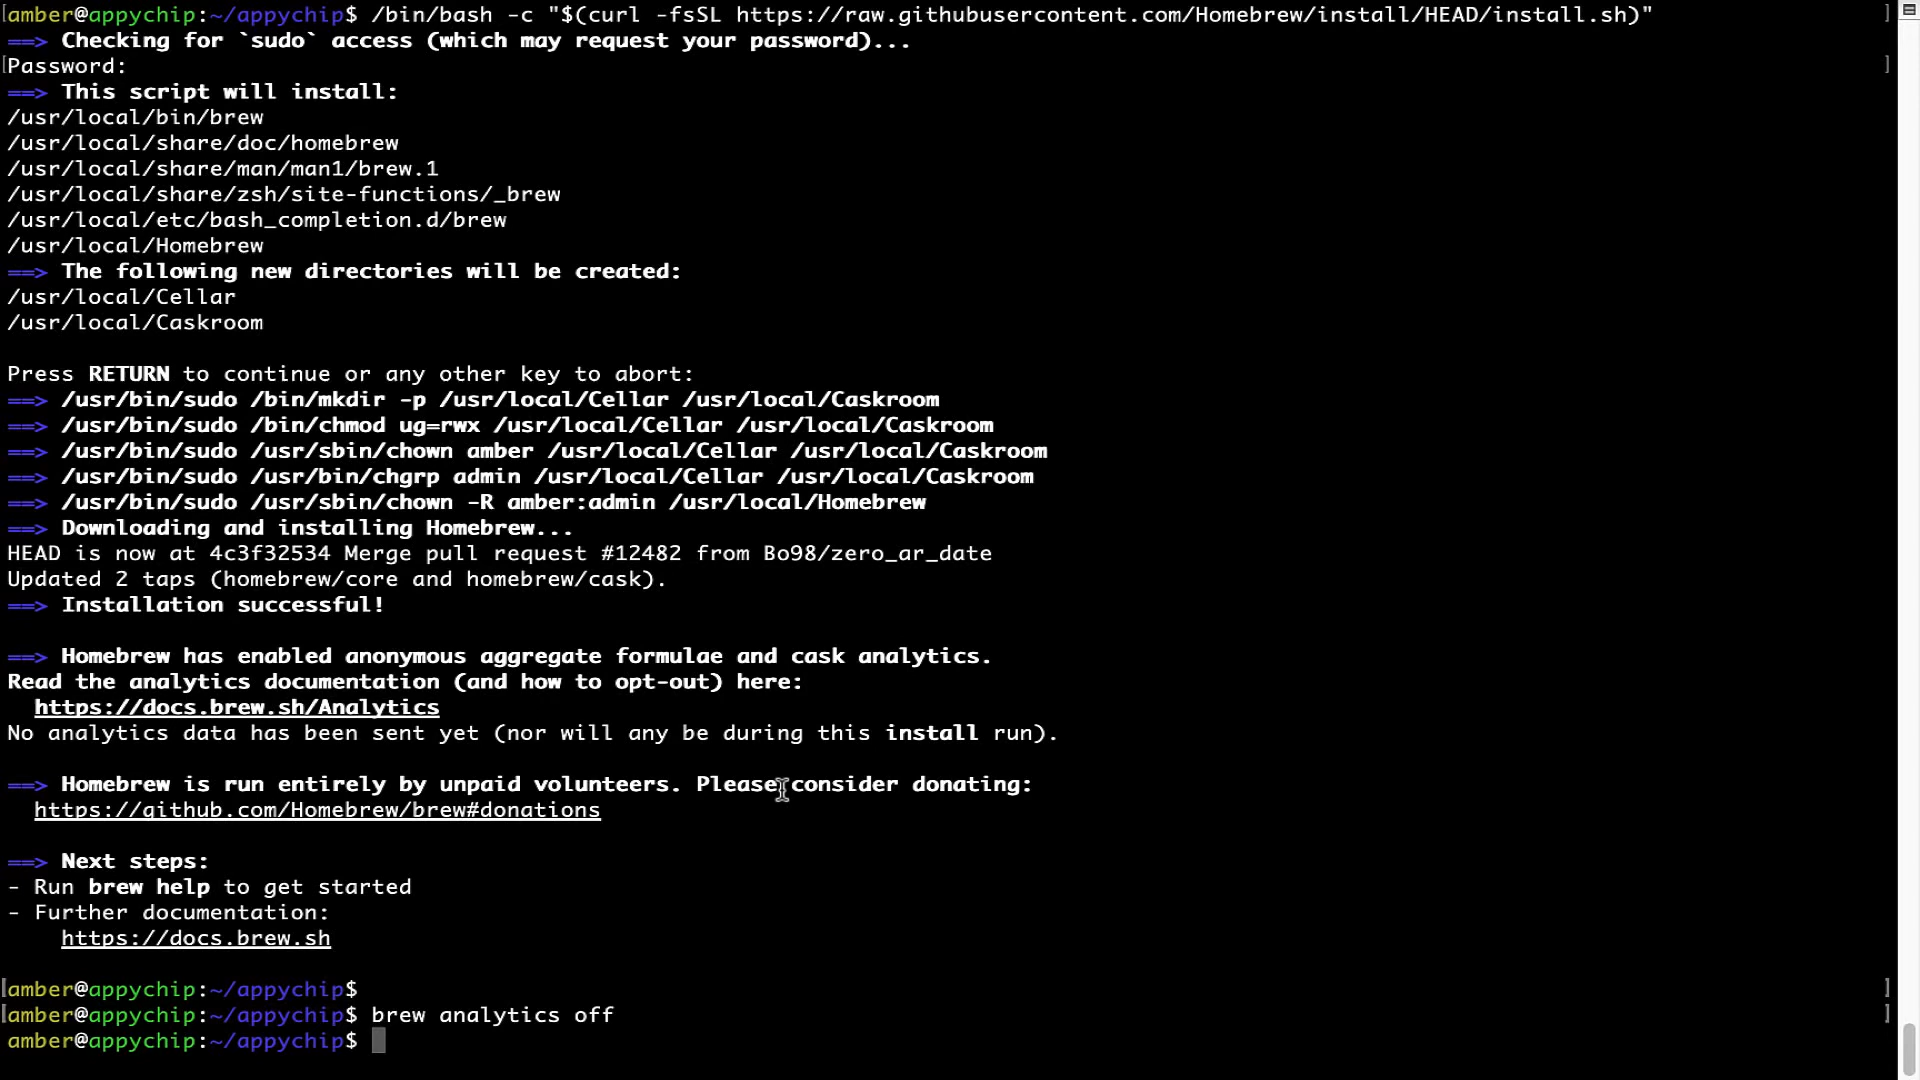 amber@appychip:~/appychip$ /bin/bash -c "$(curl -fsSL https://raw.githubusercontent.com/Homebrew/install/HEAD/install.sh)"
==> Checking for `sudo` access (which may request your password)...
Password:
==> This script will install:
/usr/local/bin/brew
/usr/local/share/doc/homebrew
/usr/local/share/man/man1/brew.1
/usr/local/share/zsh/site-functions/_brew
/usr/local/etc/bash_completion.d/brew
/usr/local/Homebrew
==> The following new directories will be created:
/usr/local/Cellar
/usr/local/Caskroom
Press RETURN to continue or any other key to abort:
==> /usr/bin/sudo /bin/mkdir -p /usr/local/Cellar /usr/local/Caskroom
==> /usr/bin/sudo /bin/chmod ug=rwx /usr/local/Cellar /usr/local/Caskroom
==> /usr/bin/sudo /usr/sbin/chown amber /usr/local/Cellar /usr/local/Caskroom
==> /usr/bin/sudo /usr/bin/chgrp admin /usr/local/Cellar /usr/local/Caskroom
==> /usr/bin/sudo /usr/sbin/chown -R amber:admin /usr/local/Homebrew
==> Downloading and installing Homebrew...
HEAD is now at 4c3f32534 Merge pull request #12482 from Bo98/zero_ar_date
Updated 2 taps (homebrew/core and homebrew/cask).
==> Installation successful!
==> Homebrew has enabled anonymous aggregate formulae and cask analytics.
Read the analytics documentation (and how to opt-out) here:
https://docs.brew.sh/Analytics
No analytics data has been sent yet (nor will any be during this install run).
==> Homebrew is run entirely by unpaid volunteers. Please consider donating:
https://github.com/Homebrew/brew#donations
==> Next steps:
- Run brew help to get started
- Further documentation:
https://docs.brew.sh
amber@appychip:~/appychip$
amber@appychip:~/appychip$ brew analytics off
amber@appychip:~/appychip$